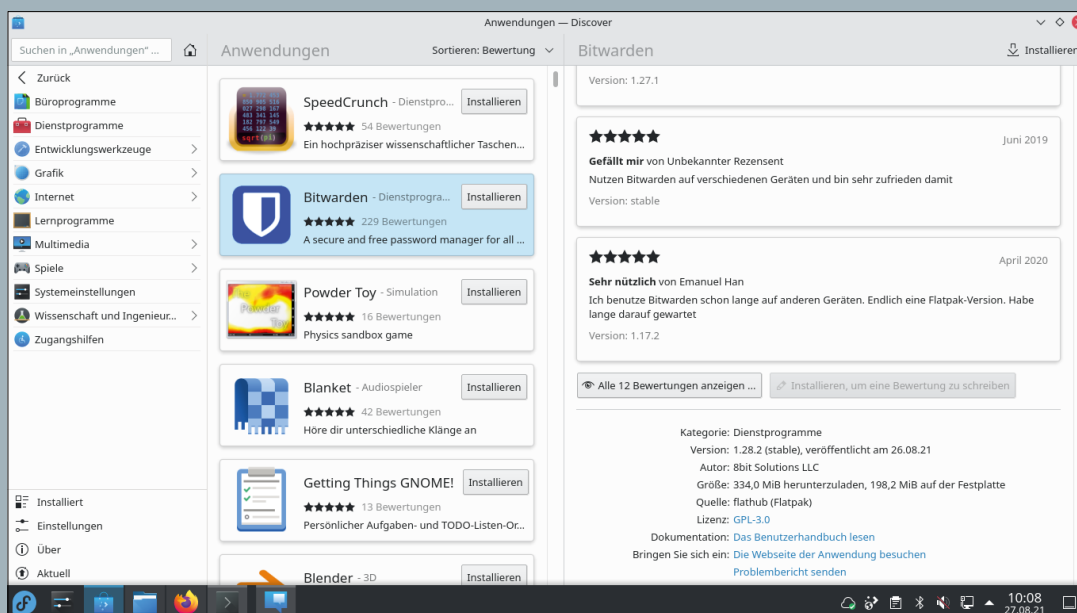 Anwendungen — Discover
Suchen in „Anwendungen“ ...
Zurück
Büroprogramme
Dienstprogramme
Entwicklungswerkzeuge
Grafik
Internet
Lernprogramme
Multimedia
Spiele
Systemeinstellungen
Wissenschaft und Ingenieur...
Zugangshilfen
Installiert
Einstellungen
Über
Aktuell
Anwendungen
Sortieren: Bewertung
SpeedCrunch - Dienstpro...
Installieren
54 Bewertungen
Ein hochpräziser wissenschaftlicher Taschen...
sqrt(pi)
Bitwarden - Dienstprogra...
Installieren
229 Bewertungen
A secure and free password manager for all ...
The
Powder
Toy
Powder Toy - Simulation
Installieren
16 Bewertungen
Physics sandbox game
Blanket - Audiospieler
Installieren
42 Bewertungen
Höre dir unterschiedliche Klänge an
Getting Things GNOME!
Installieren
13 Bewertungen
Persönlicher Aufgaben- und TODO-Listen-Or...
Blender - 3D
Installieren
Bitwarden
Installieren
Version: 1.27.1
Juni 2019
Gefällt mir von Unbekannter Rezensent
Nutzen Bitwarden auf verschiedenen Geräten und bin sehr zufrieden damit
Version: stable
April 2020
Sehr nützlich von Emanuel Han
Ich benutze Bitwarden schon lange auf anderen Geräten. Endlich eine Flatpak-Version. Habe
lange darauf gewartet
Version: 1.17.2
Alle 12 Bewertungen anzeigen ...
Installieren, um eine Bewertung zu schreiben
Kategorie: Dienstprogramme
Version: 1.28.2 (stable), veröffentlicht am 26.08.21
Autor: 8bit Solutions LLC
Größe: 334,0 MiB herunterzuladen, 198,2 MiB auf der Festplatte
Quelle: flathub (Flatpak)
Lizenz: GPL-3.0
Dokumentation: Das Benutzerhandbuch lesen
Bringen Sie sich ein: Die Webseite der Anwendung besuchen
Problembericht senden
10:08
27.08.21